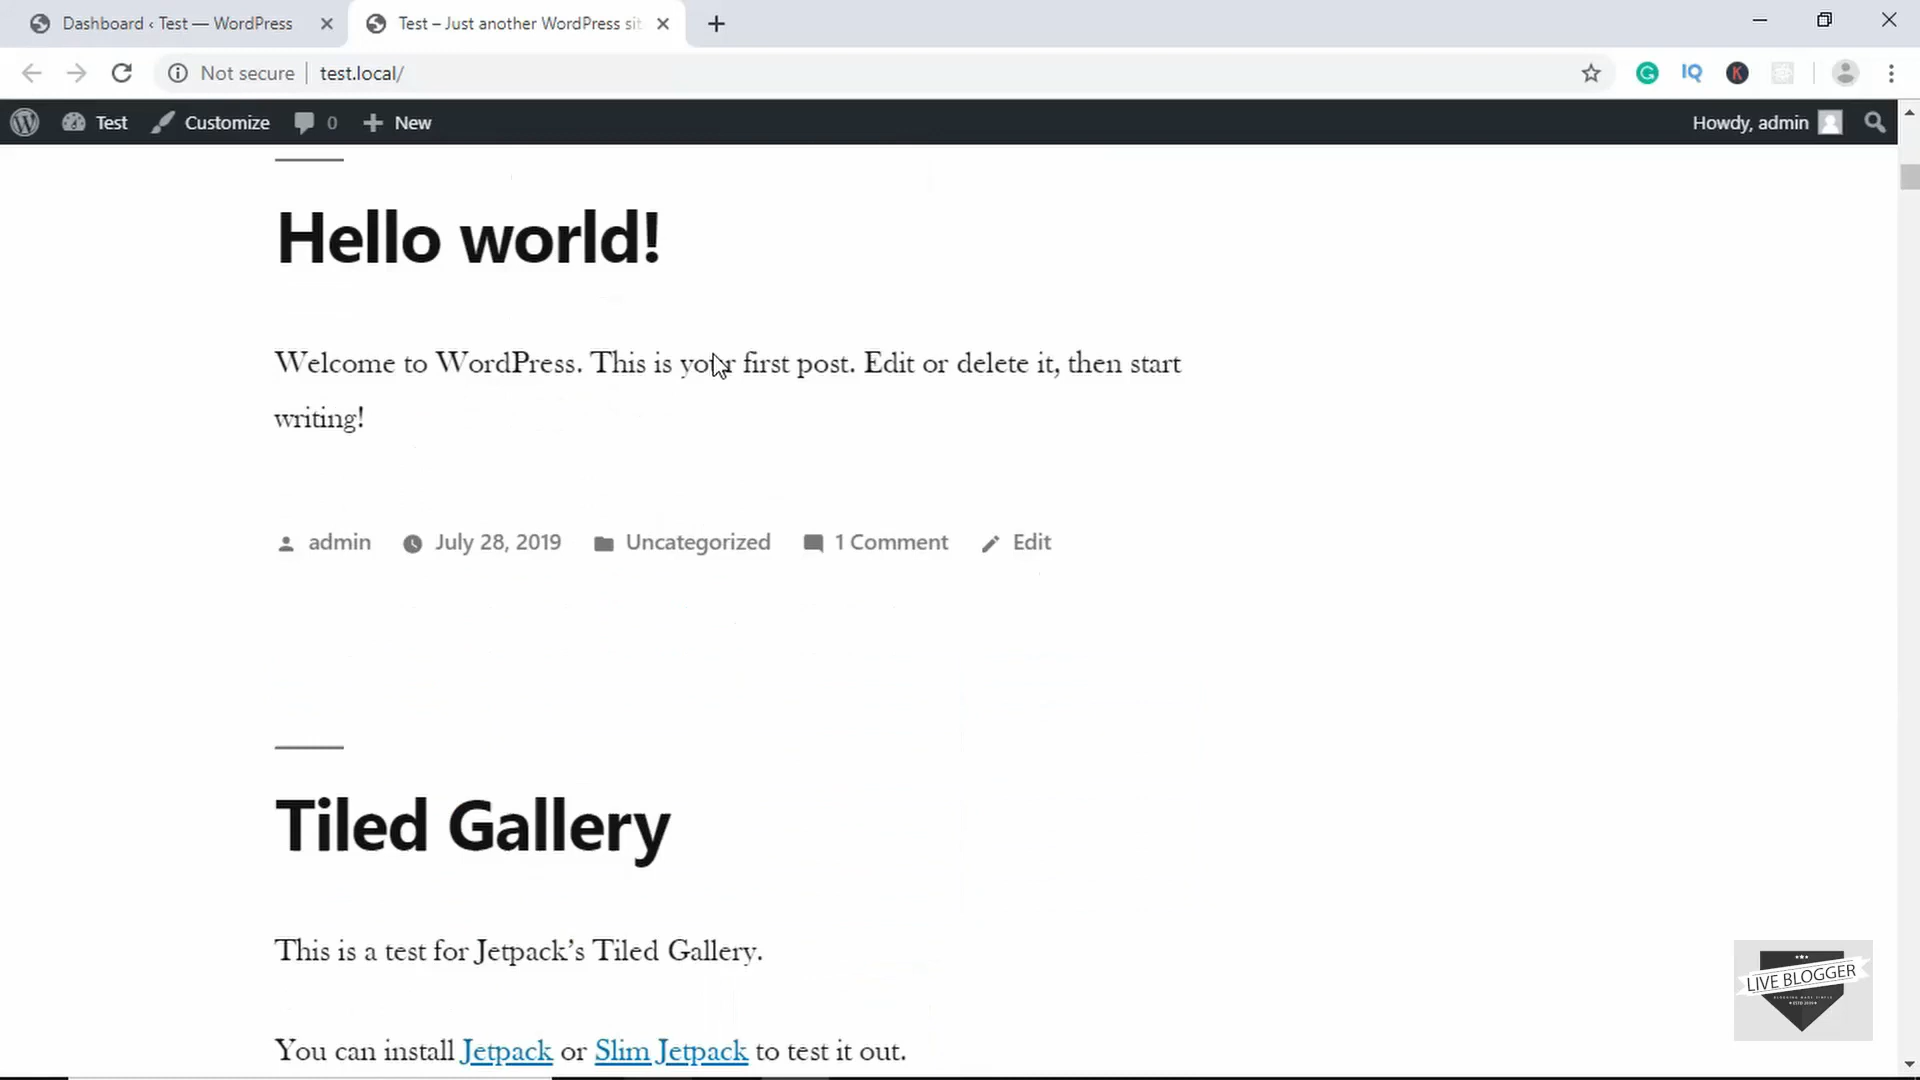 Dashboard ‹ Test — WordPress
Test – Just another WordPress sit
Not secure
test.local/
Test
Customize
0
New
Howdy, admin
Hello world!
Welcome to WordPress. This is your first post. Edit or delete it, then start
writing!
admin
July 28, 2019
Uncategorized
1 Comment
Edit
Tiled Gallery
This is a test for Jetpack’s Tiled Gallery.
You can install Jetpack or Slim Jetpack to test it out.
LIVE BLOGGER